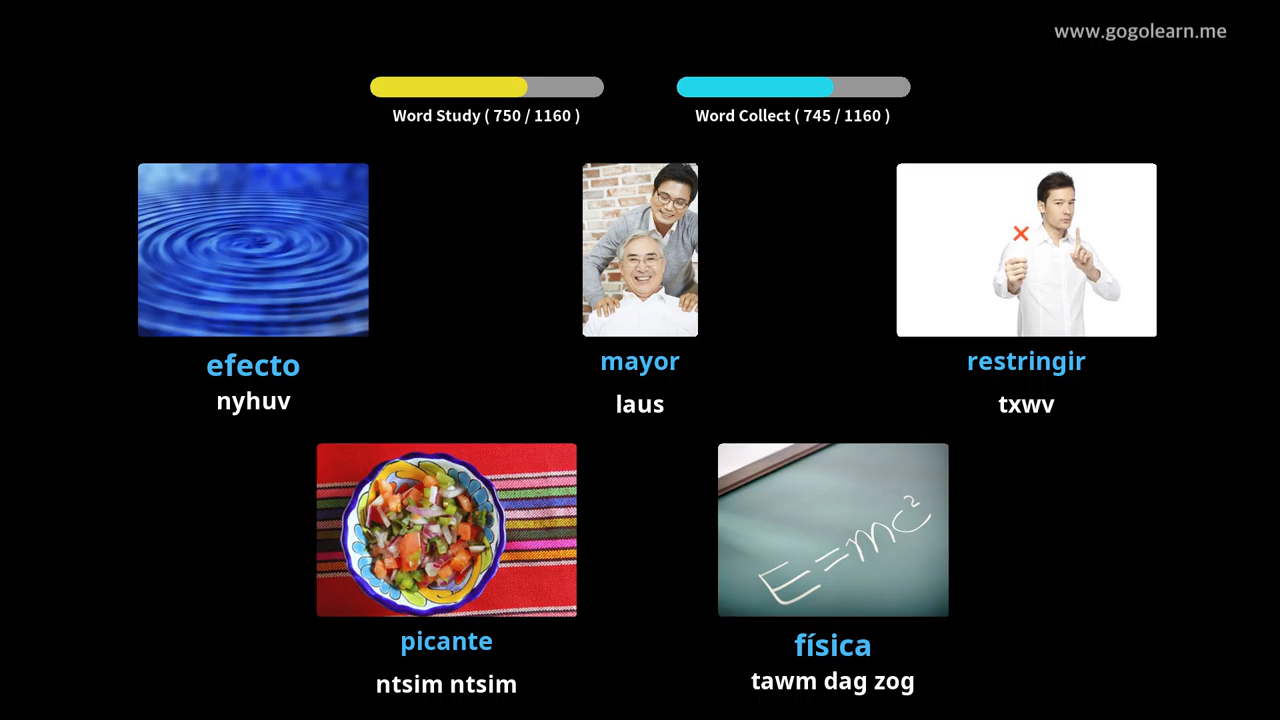 www.gogolearn.me
Word Study ( 750 / 1160 )
Word Collect ( 745 / 1160 )
efecto
nyhuv
mayor
laus
restringir
txwv
E=mc²
picante
ntsim ntsim
física
tawm dag zog